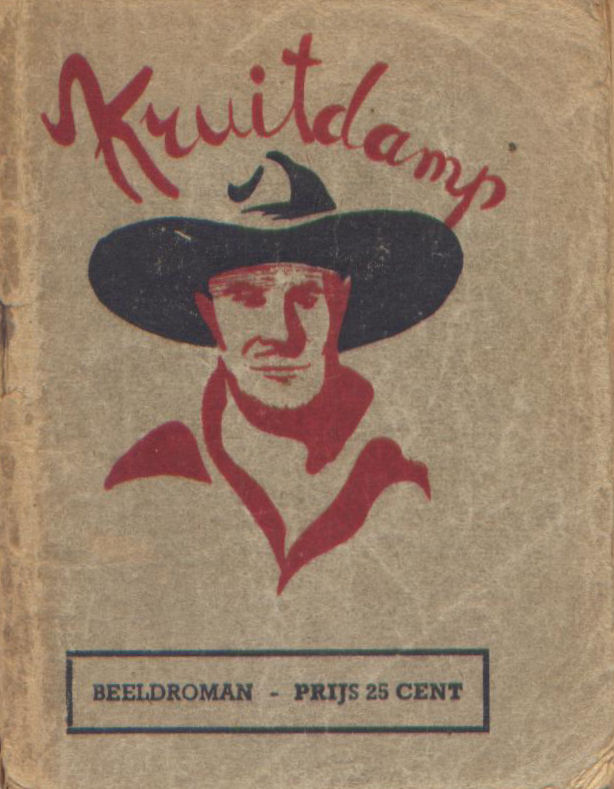 Kruitdamp
BEELDROMAN - PRIJS 25 CENT